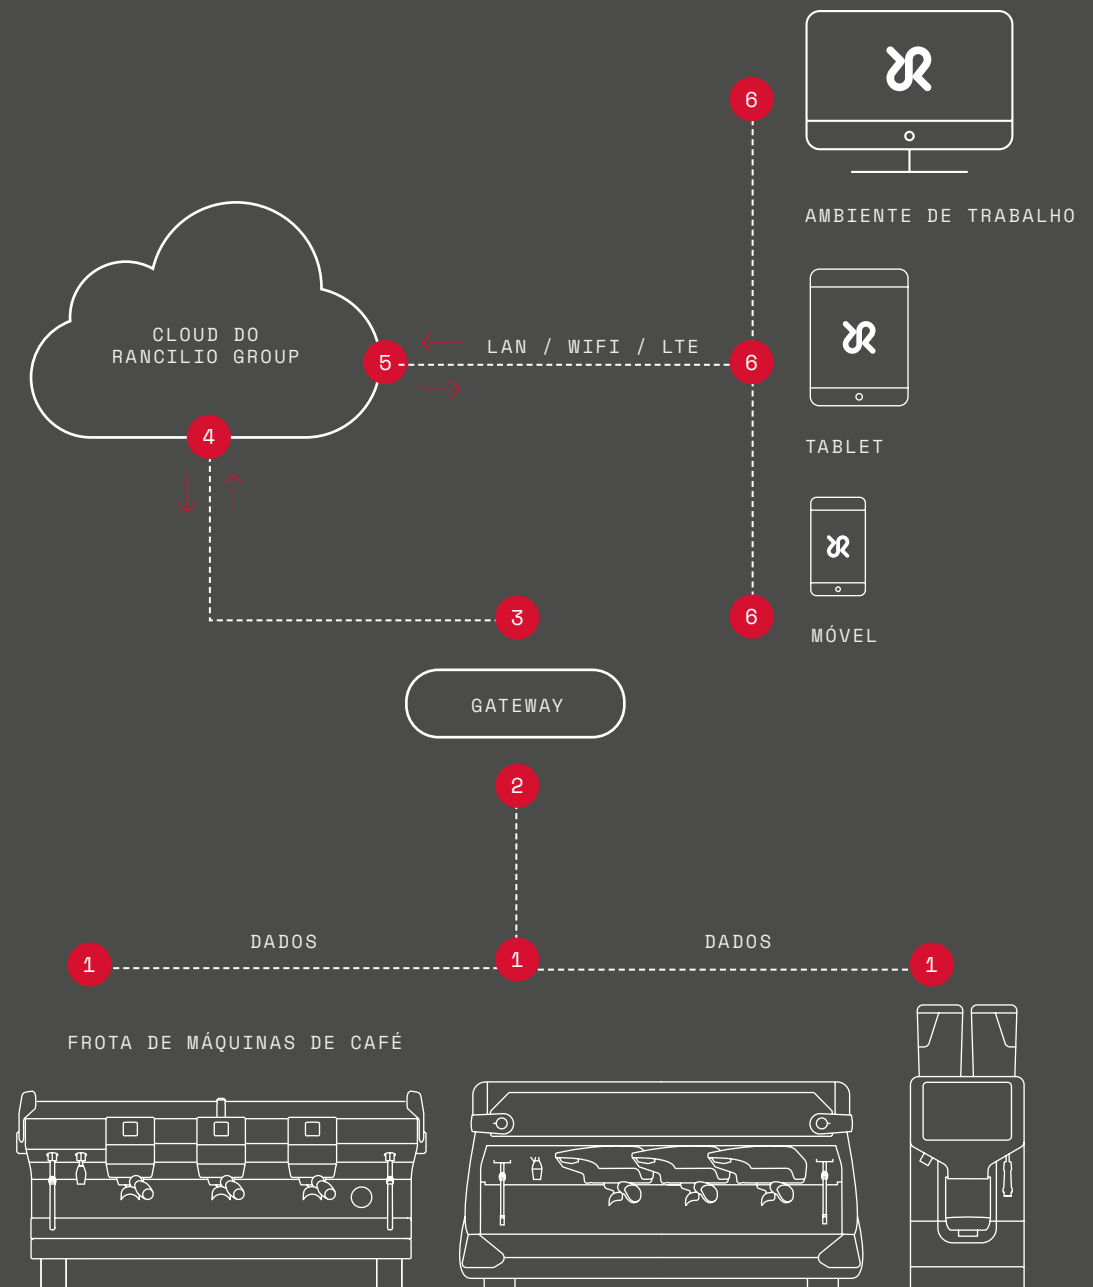 6
AMBIENTE DE TRABALHO
CLOUD DO
RANCILIO GROUP
5
LAN / WIFI / LTE
6
4
TABLET
3
6
MÓVEL
GATEWAY
2
DADOS
DADOS
1
1
1
FROTA DE MÁQUINAS DE CAFÉ